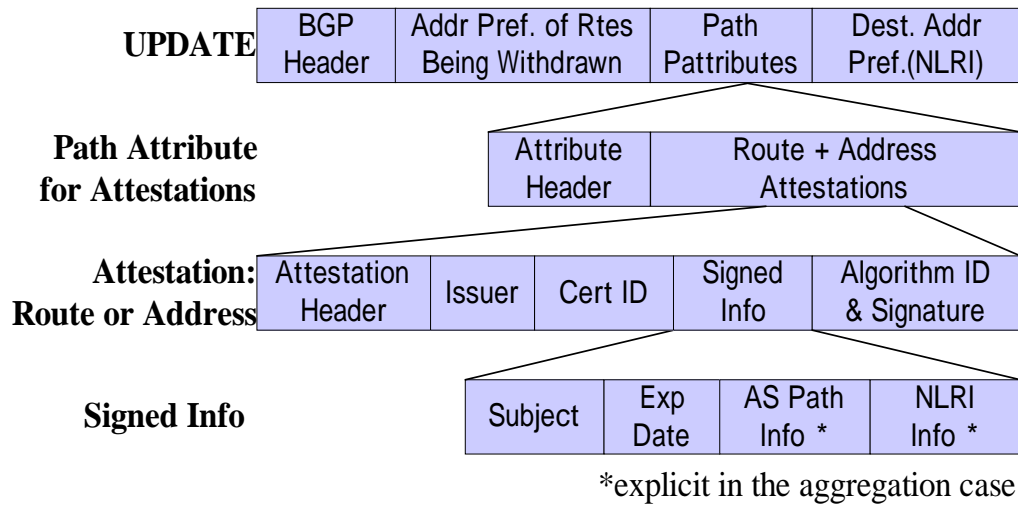 UPDATE
BGP Header
Addr Pref. of Rtes Being Withdrawn
Path Pattributes
Dest. Addr Pref.(NLRI)
Path Attribute for Attestations
Attribute Header
Route + Address Attestations
Attestation: Route or Address
Attestation Header
Issuer
Cert ID
Signed Info
Algorithm ID & Signature
Signed Info
Subject
Exp Date
AS Path Info *
NLRI Info *
*explicit in the aggregation case